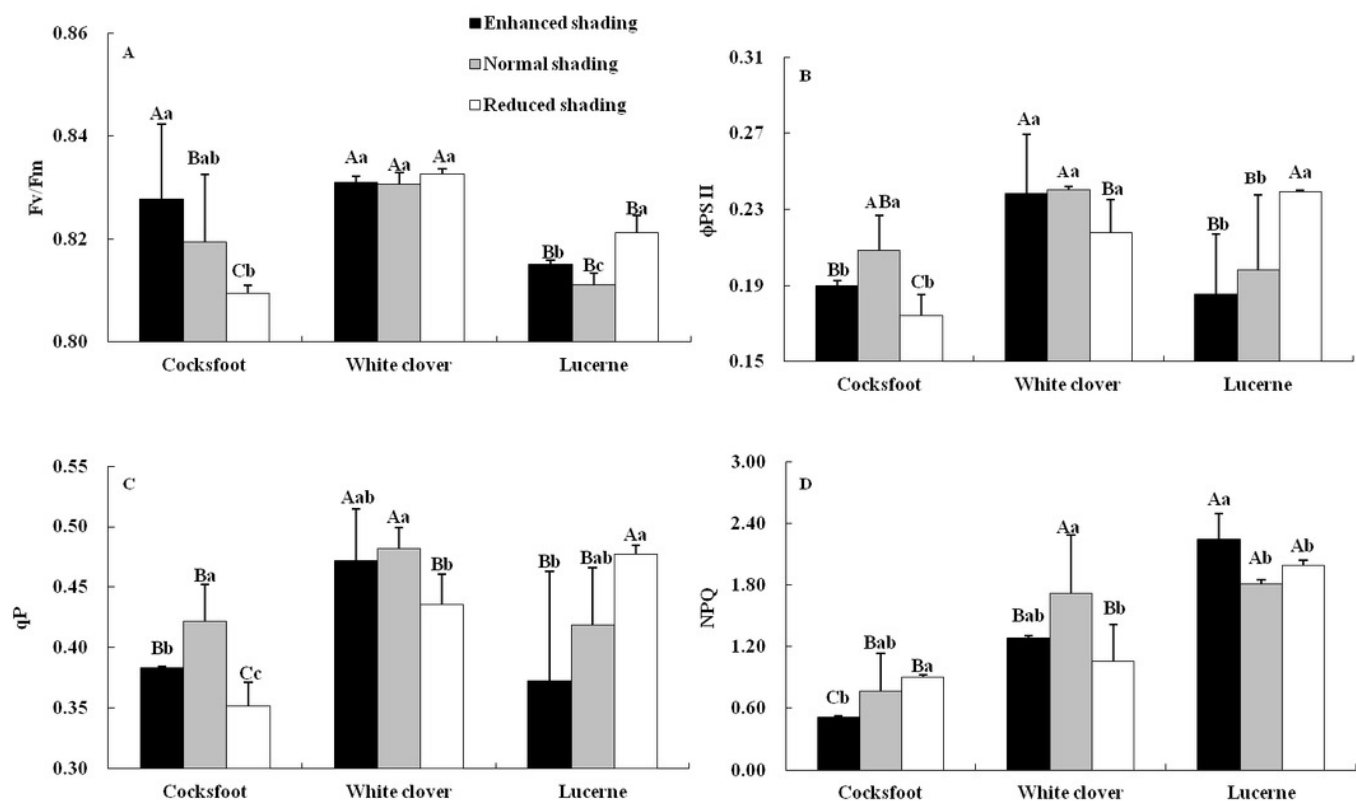 A
Enhanced shading
Normal shading
Reduced shading
Fv/Fm
0.86
0.84
0.82
0.80
Aa
Bab
Cb
Aa
Aa
Aa
Bb
Bc
Ba
Cocksfoot
White clover
Lucerne
B
ϕPS II
0.31
0.27
0.23
0.19
0.15
Bb
ABa
Cb
Aa
Aa
Ba
Bb
Bb
Aa
Cocksfoot
White clover
Lucerne
C
qP
0.55
0.50
0.45
0.40
0.35
0.30
Bb
Ba
Cc
Aab
Aa
Bb
Bb
Bab
Aa
Cocksfoot
White clover
Lucerne
D
NPQ
3.00
2.40
1.80
1.20
0.60
0.00
Cb
Bab
Ba
Bab
Aa
Bb
Aa
Ab
Ab
Cocksfoot
White clover
Lucerne